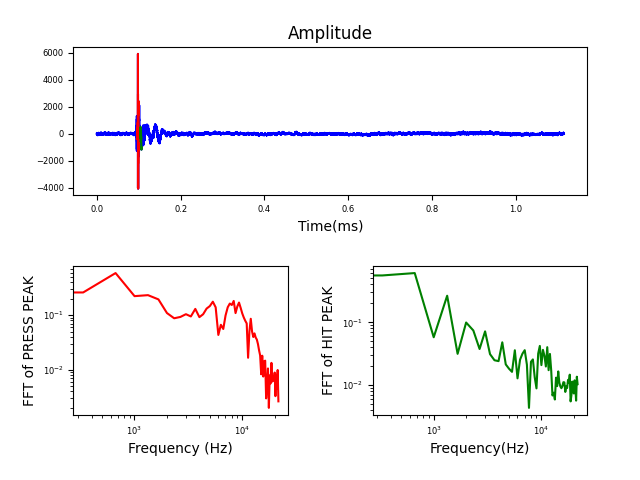 Amplitude
6000
4000
2000
0
−2000
−4000
0.0 0.2 0.4 0.6 0.8 1.0
Time(ms)
FFT of PRESS PEAK
10⁻¹
10⁻²
10³ 10⁴
Frequency (Hz)
FFT of HIT PEAK
10⁻¹
10⁻²
10³ 10⁴
Frequency(Hz)